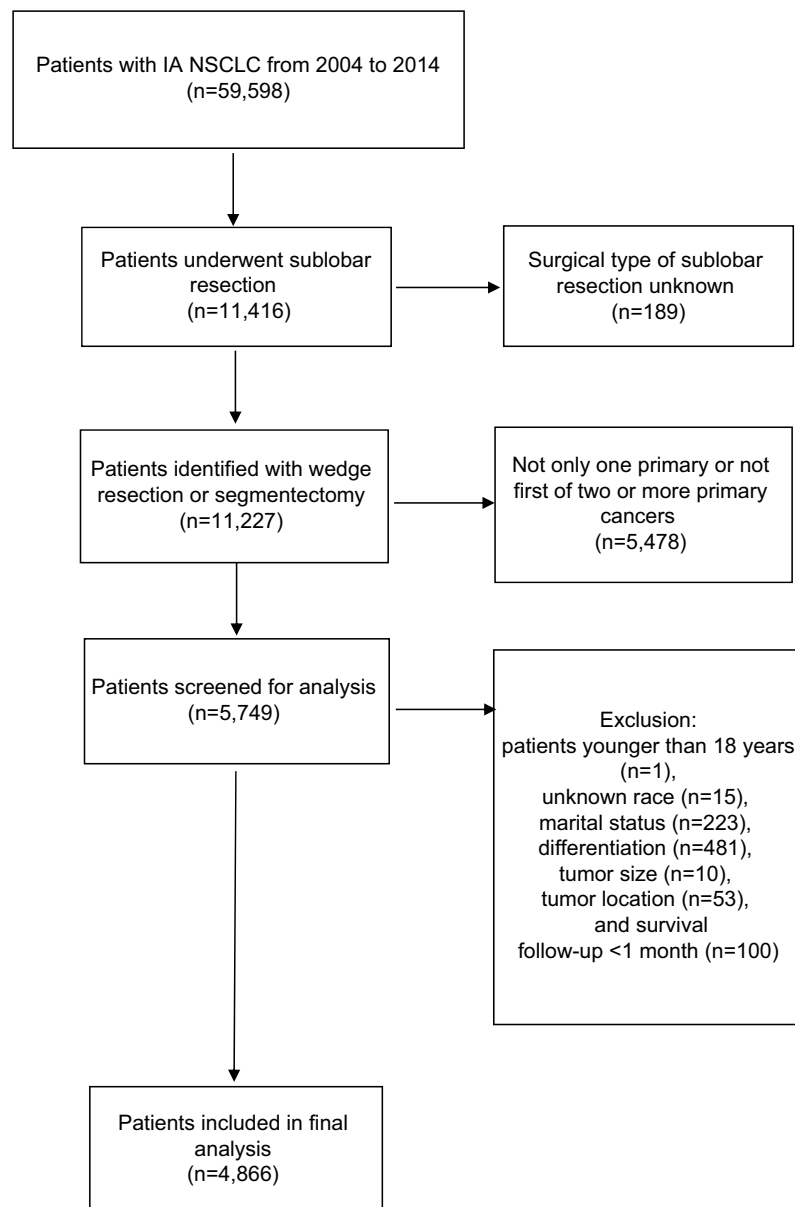 Patients with IA NSCLC from 2004 to 2014
(n=59,598)
Patients underwent sublobar
resection
(n=11,416)
Surgical type of sublobar
resection unknown
(n=189)
Patients identified with wedge
resection or segmentectomy
(n=11,227)
Not only one primary or not
first of two or more primary
cancers
(n=5,478)
Patients screened for analysis
(n=5,749)
Exclusion:
patients younger than 18 years
(n=1),
unknown race (n=15),
marital status (n=223),
differentiation (n=481),
tumor size (n=10),
tumor location (n=53),
and survival
follow-up <1 month (n=100)
Patients included in final
analysis
(n=4,866)